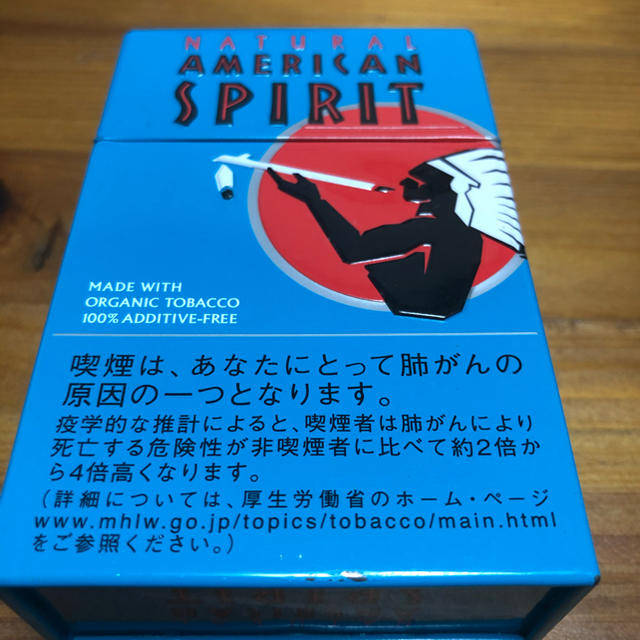 NATURAL
AMERICAN
SPIRIT
MADE WITH
ORGANIC TOBACCO
100% ADDITIVE-FREE
喫煙は、あなたにとって肺がんの
原因の一つとなります。
疫学的な推計によると、喫煙者は肺がんにより
死亡する危険性が非喫煙者に比べて約2倍か
ら4倍高くなります。
(詳細については、厚生労働省のホーム・ページ
www.mhlw.go.jp/topics/tobacco/main.html
をご参照ください。)